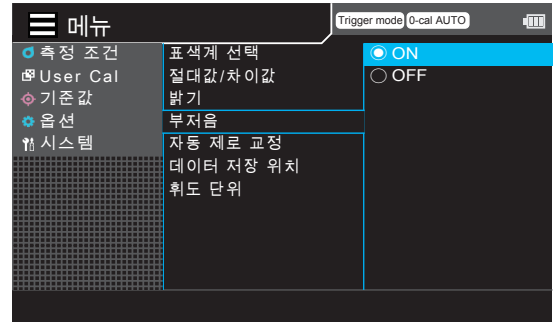 메뉴
Trigger mode 0-cal AUTO
측정 조건
User Cal
기준값
옵션
시스템
표색계 선택
절대값/차이값
밝기
부저음
자동 제로 교정
데이터 저장 위치
휘도 단위
ON
OFF